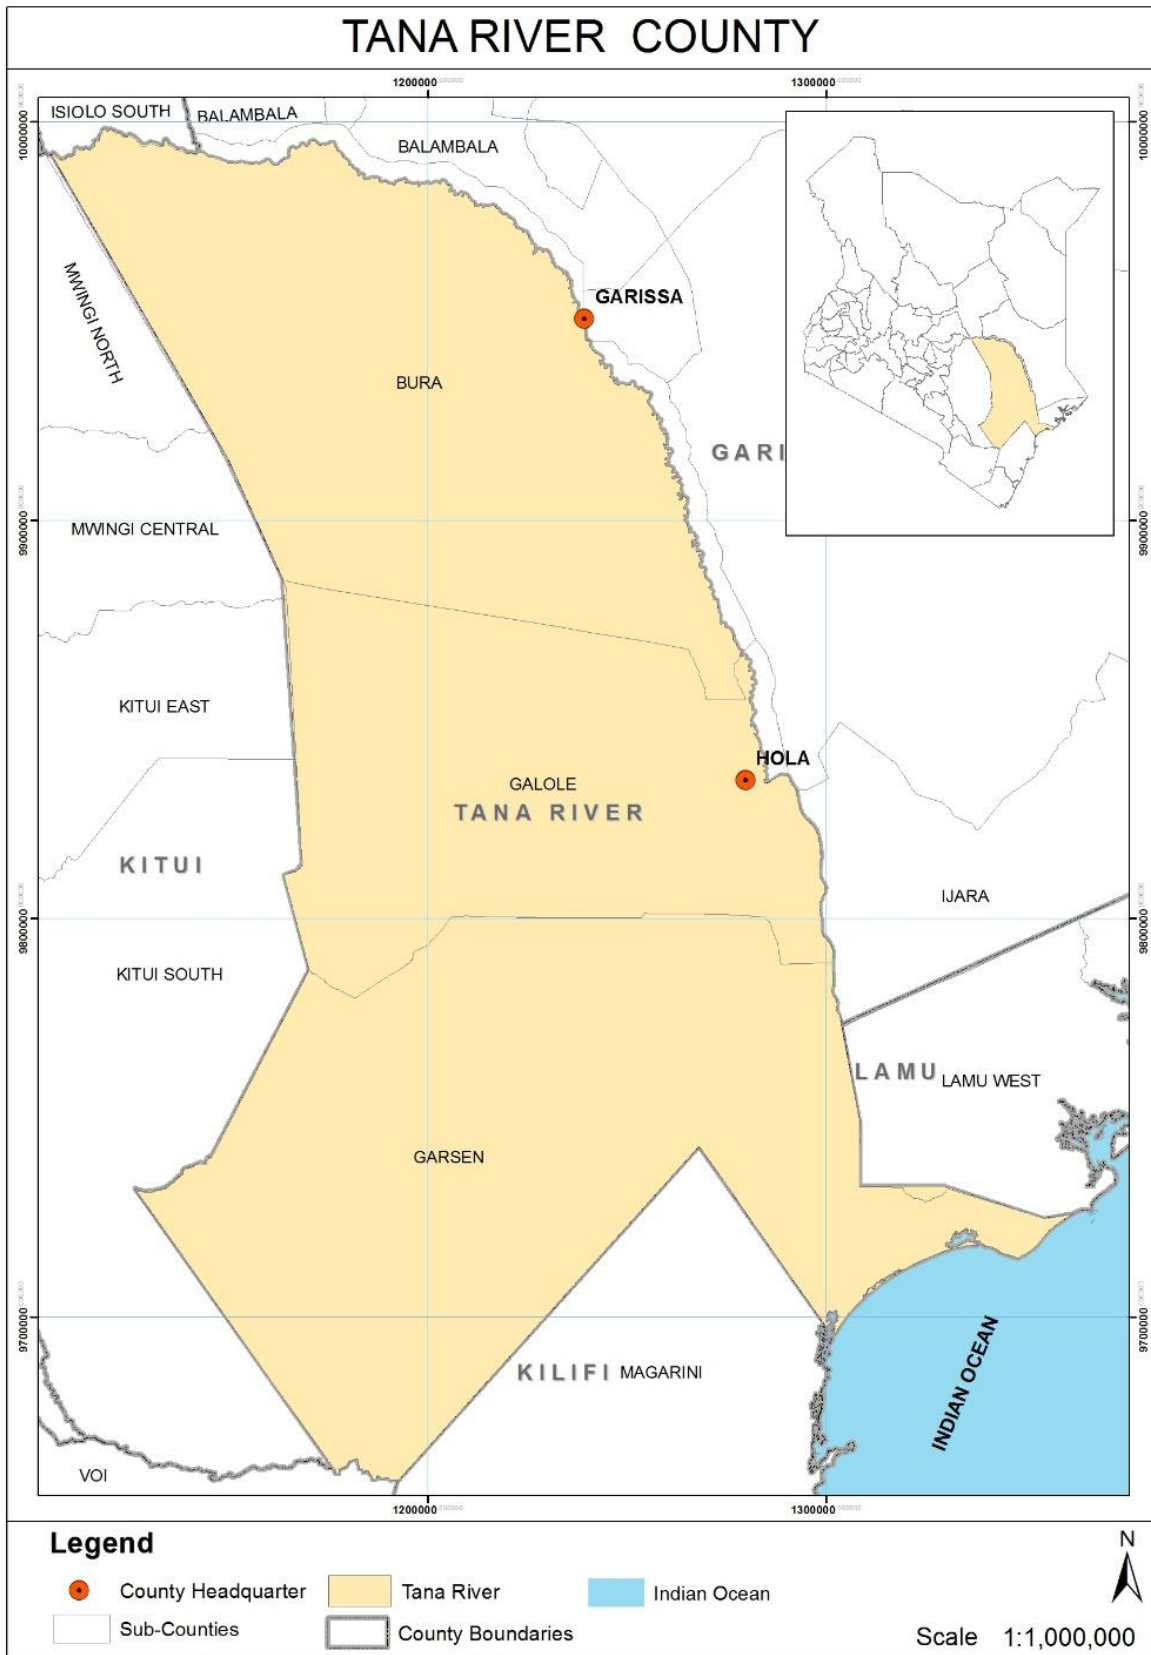 TANA RIVER COUNTY
1200000
1300000
ISIOLO SOUTH
BALAMBALA
BALAMBALA
10000000
10000000
MWINGI NORTH
GARISSA
BURA
GARI
9900000
9900000
MWINGI CENTRAL
KITUI EAST
HOLA
GALOLE
TANA RIVER
KITUI
IJARA
9800000
9800000
KITUI SOUTH
LAMU
LAMU WEST
GARSEN
9700000
9700000
KILIFI
MAGARINI
INDIAN OCEAN
VOI
1200000
1300000
Legend
N
County Headquarter
Tana River
Indian Ocean
Sub-Counties
County Boundaries
Scale 1:1,000,000